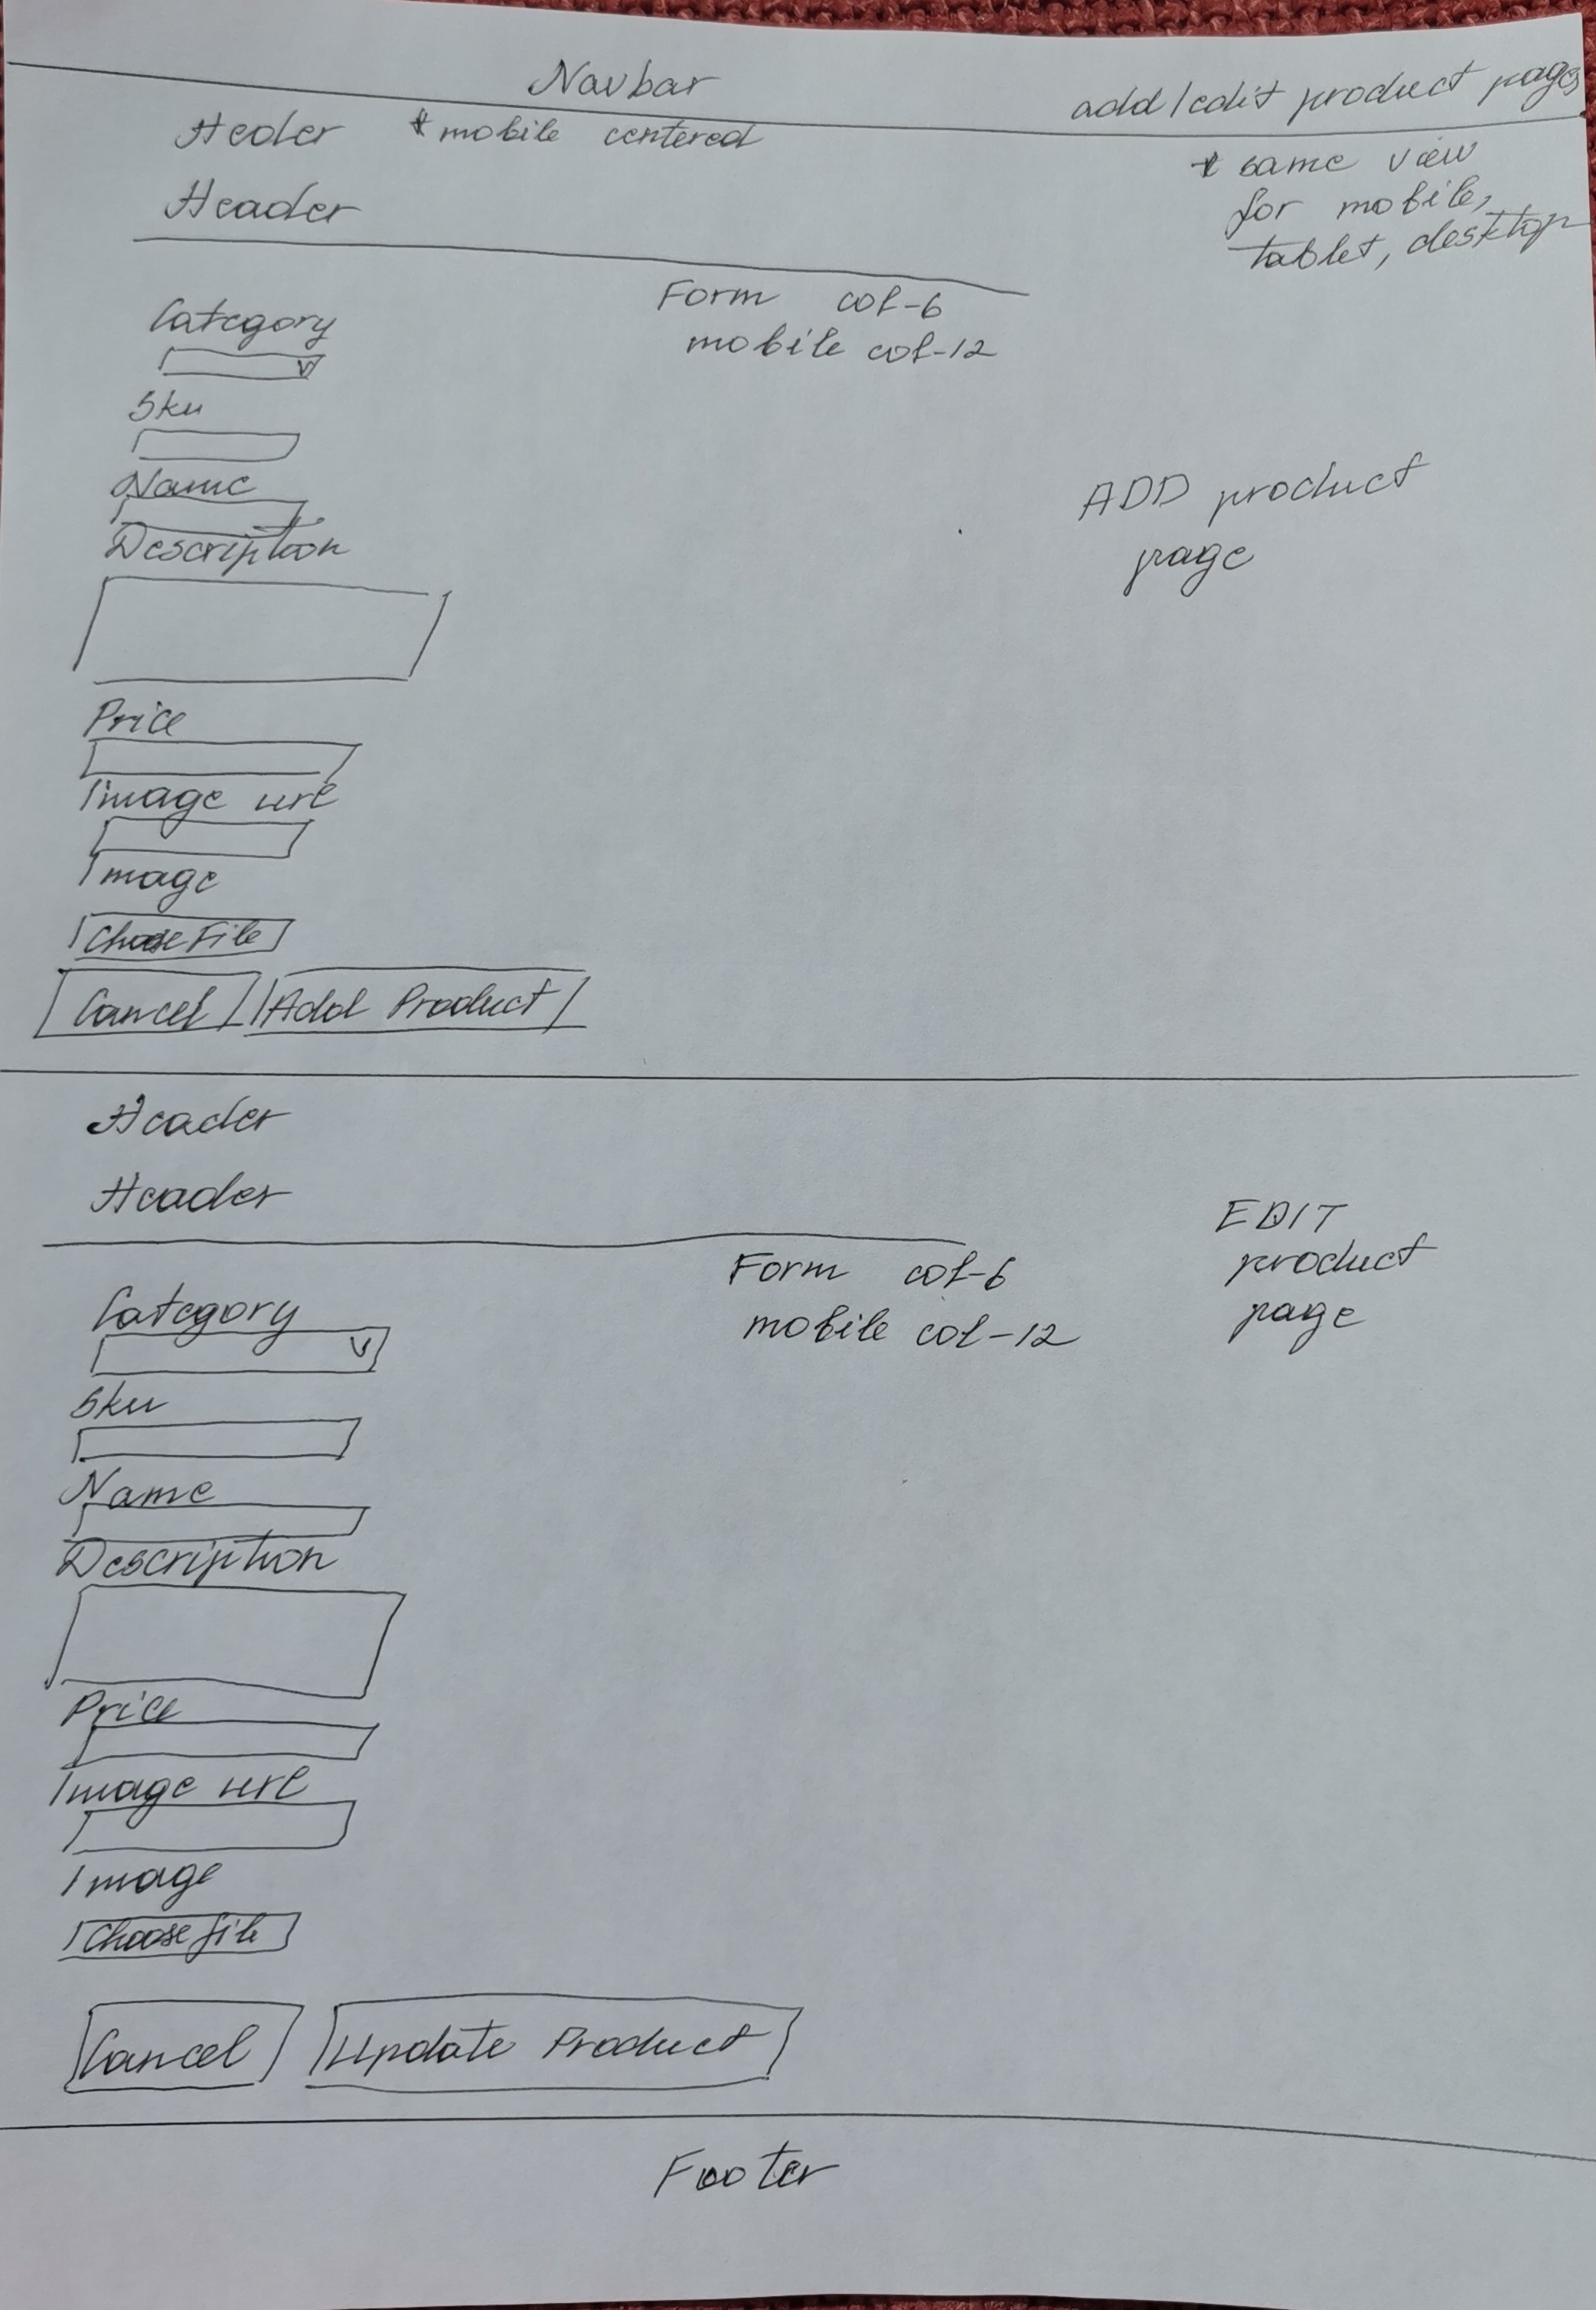 Navbar
add/edit product pages
Heder * mobile centered
* same view
for mobile,
tablet, desktop
Header
Form col-6
mobile col-12
Category
Sku
Name
Description
ADD product
page
Price
Image url
Image
Choose File
Cancel Add Product
Header
Header
EDIT
product
page
Form col-6
mobile col-12
Category
Sku
Name
Description
Price
Image url
Image
Choose file
Cancel Update Product
Footer